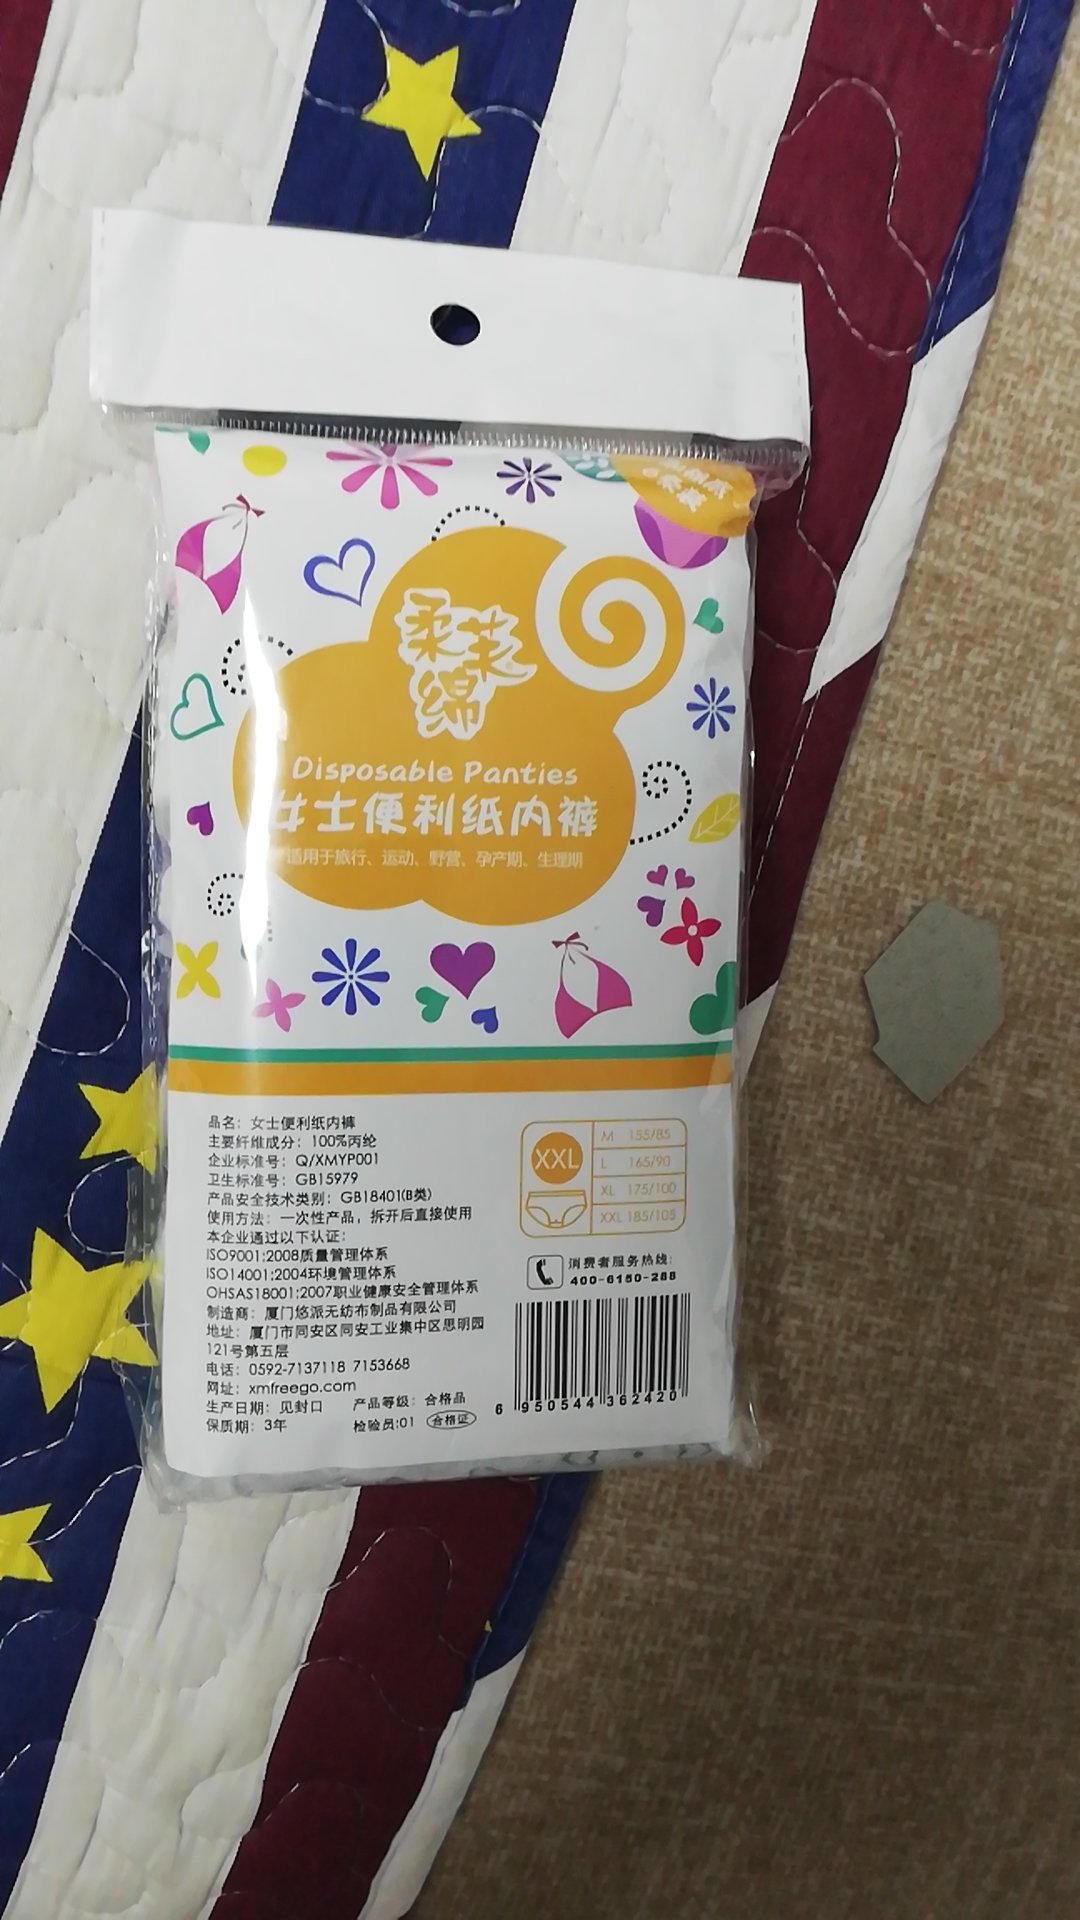 柔芙
绵
Disposable Panties
女士便利纸内裤
适用于旅行、运动、野营、孕产期、生理期
品名：女士便利纸内裤
主要纤维成分：100%丙纶
企业标准号：Q/XMYP001
卫生标准号：GB15979
产品安全技术类别：GB18401(B类)
使用方法：一次性产品，拆开后直接使用
本企业通过以下认证：
ISO9001:2008质量管理体系
ISO14001:2004环境管理体系
OHSAS18001:2007职业健康安全管理体系
制造商：厦门悠派无纺布制品有限公司
地址：厦门市同安区同安工业集中区思明园
121号第五层
电话：0592-7137118 7153668
网址：xmfreego.com
生产日期：见封口 产品等级：合格品
保质期：3年 检验员:01 合格证
XXL
M 155/85
L 165/90
XL 175/100
XXL 185/105
消费者服务热线:
400-6150-288
6 950544 362420